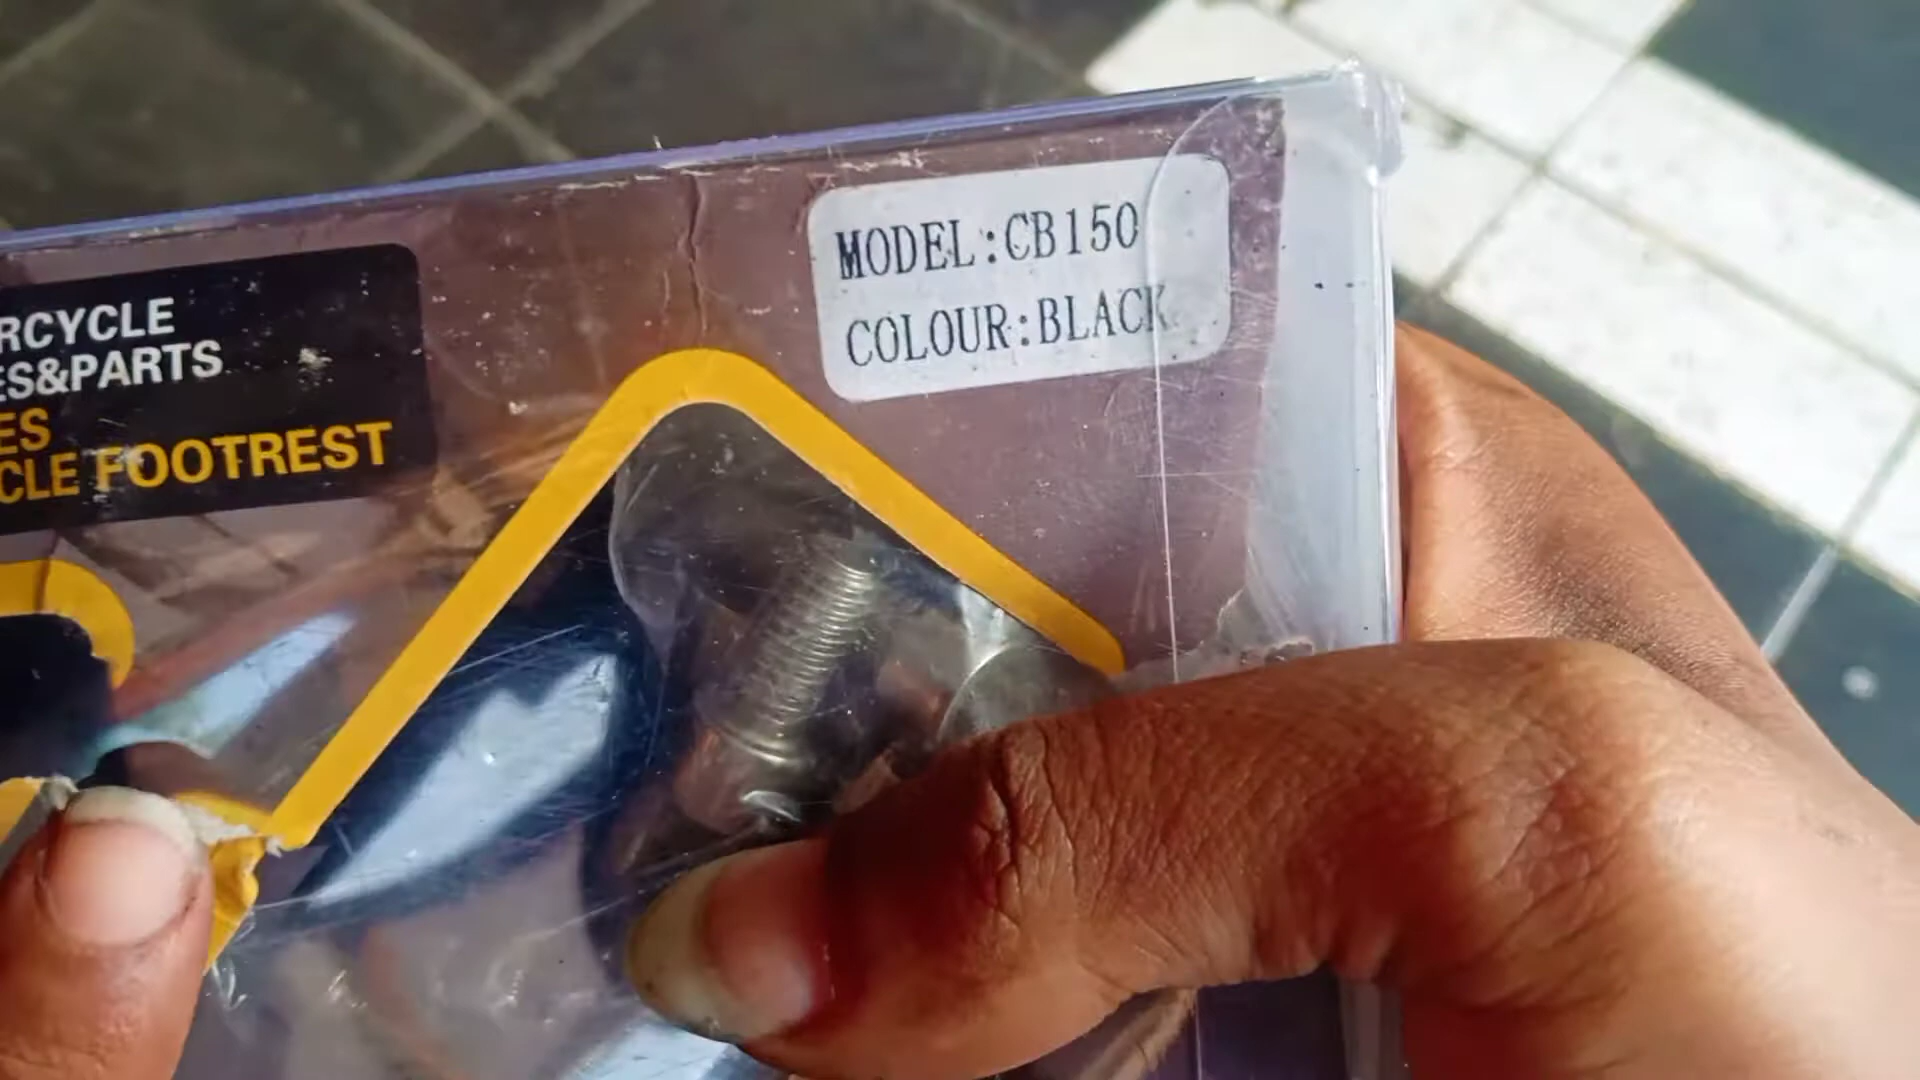 RCYCLE
ES&PARTS
ES
CLE FOOTREST
MODEL:CB150
COLOUR:BLACK